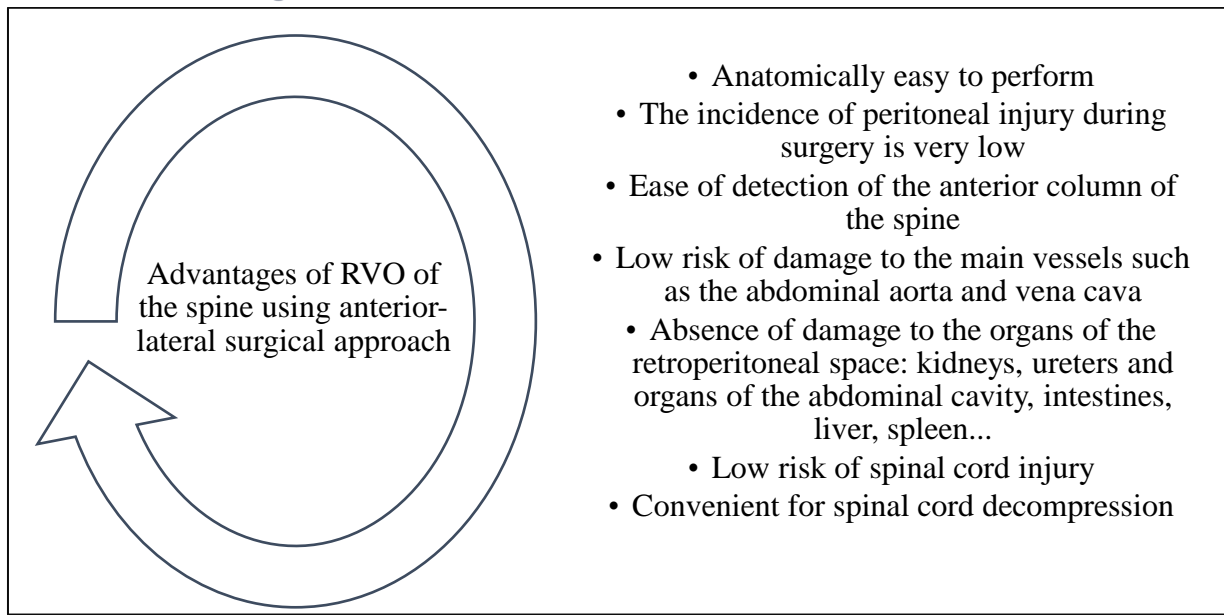 Advantages of RVO of
the spine using anterior-
lateral surgical approach
• Anatomically easy to perform
• The incidence of peritoneal injury during
surgery is very low
• Ease of detection of the anterior column of
the spine
• Low risk of damage to the main vessels such
as the abdominal aorta and vena cava
• Absence of damage to the organs of the
retroperitoneal space: kidneys, ureters and
organs of the abdominal cavity, intestines,
liver, spleen...
• Low risk of spinal cord injury
• Convenient for spinal cord decompression